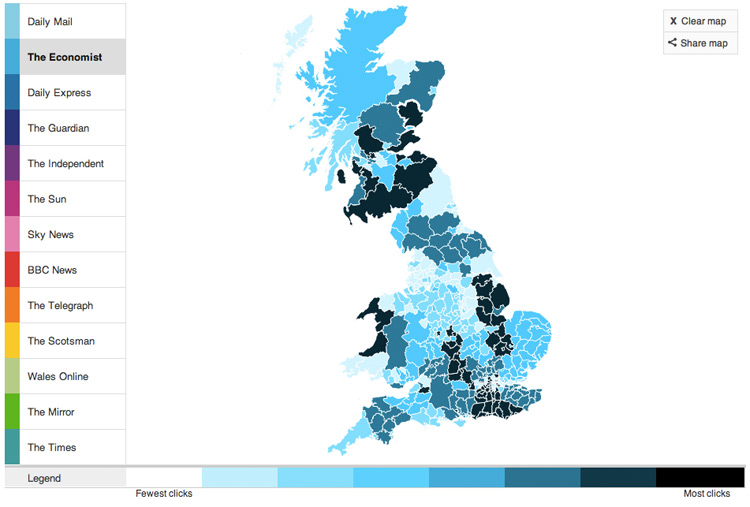 Daily Mail
The Economist
Daily Express
The Guardian
The Independent
The Sun
Sky News
BBC News
The Telegraph
The Scotsman
Wales Online
The Mirror
The Times
X Clear map
Share map
Legend
Fewest clicks
Most clicks